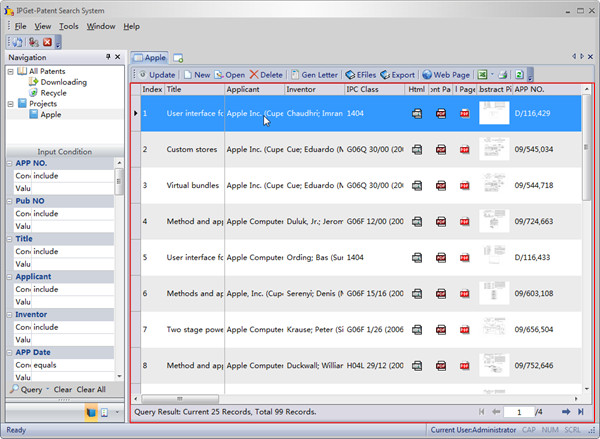 IPGet-Patent Search System
File View Tools Window Help
Navigation
All Patents
Downloading
Recycle
Projects
Apple
Input Condition
APP NO.
Con include
Valu
Pub NO
Con include
Valu
Title
Con include
Valu
Applicant
Con include
Valu
Inventor
Con include
Valu
APP Date
Con equals
Valu
Query Clear Clear All
Apple
Update New Open Delete Gen Letter EFiles Export Web Page
Index Title Applicant Inventor IPC Class Html ont Pa l Page bstract Pi APP NO.
1 User interface fo Apple Inc. (Cupe Chaudhri; Imran 1404 D/116,429
2 Custom stores Apple Inc. (Cupe Cue; Eduardo (M G06Q 30/00 (200 09/545,034
3 Virtual bundles Apple Inc. (Cupe Cue; Eduardo (M G06Q 30/00 (200 09/544,718
4 Method and app Apple Computer Duluk, Jr.; Jerom G06F 12/00 (200 09/724,663
5 User interface fo Apple Computer Ording; Bas (Sun 1404 D/116,433
6 Methods and ap Apple, Inc. (Cupe Serenyi; Denis (M G06F 15/16 (200 09/603,108
7 Two stage powe Apple Computer Krause; Peter (Si G06F 1/26 (2006 09/656,504
8 Method and app Apple Computer Duckwall; Williar H04L 29/12 (200 09/752,646
Query Result: Current 25 Records, Total 99 Records.
1 /4
Ready Current User:Administrator CAP NUM SCRL